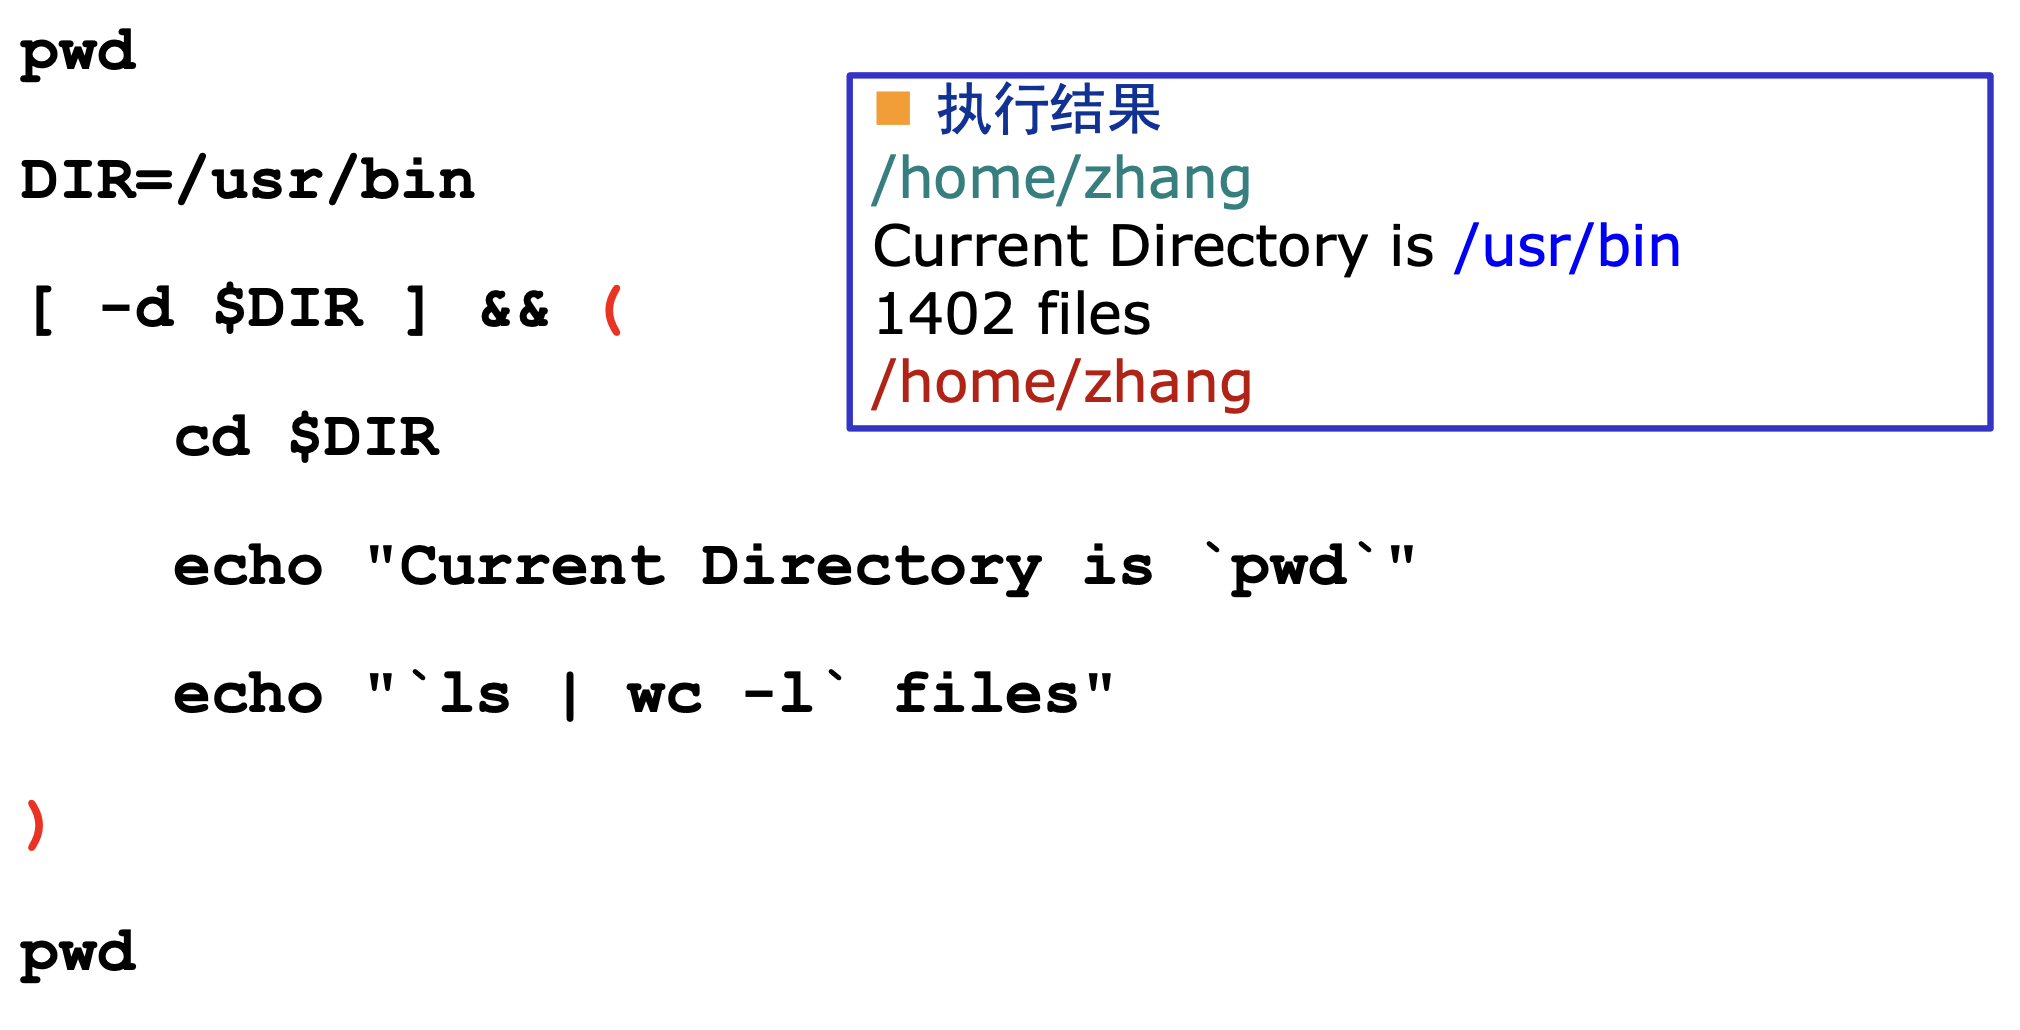 pwd
DIR=/usr/bin
[ -d $DIR ] && (
cd $DIR
echo "Current Directory is `pwd`"
echo "`ls | wc -l` files"
)
pwd
执行结果
/home/zhang
Current Directory is /usr/bin
1402 files
/home/zhang